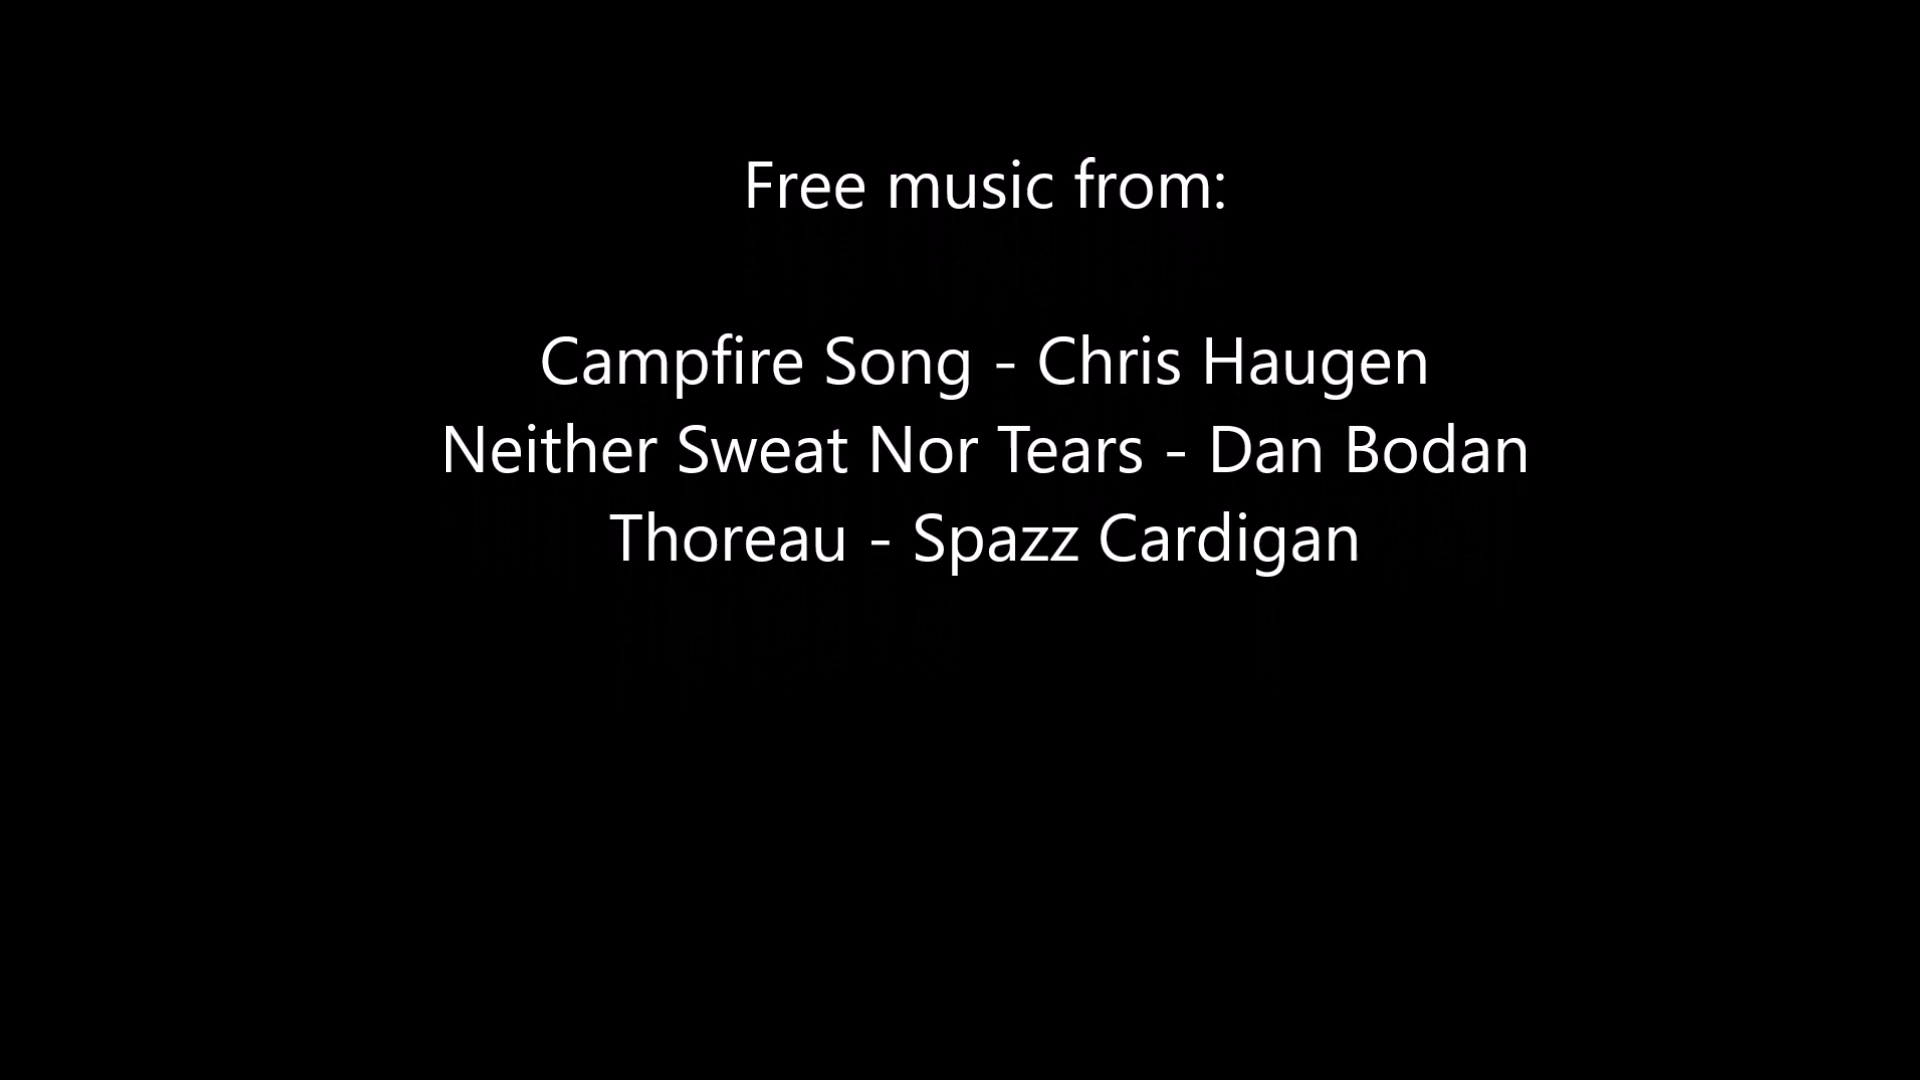 Free music from:
Campfire Song - Chris Haugen
Neither Sweat Nor Tears - Dan Bodan
Thoreau - Spazz Cardigan